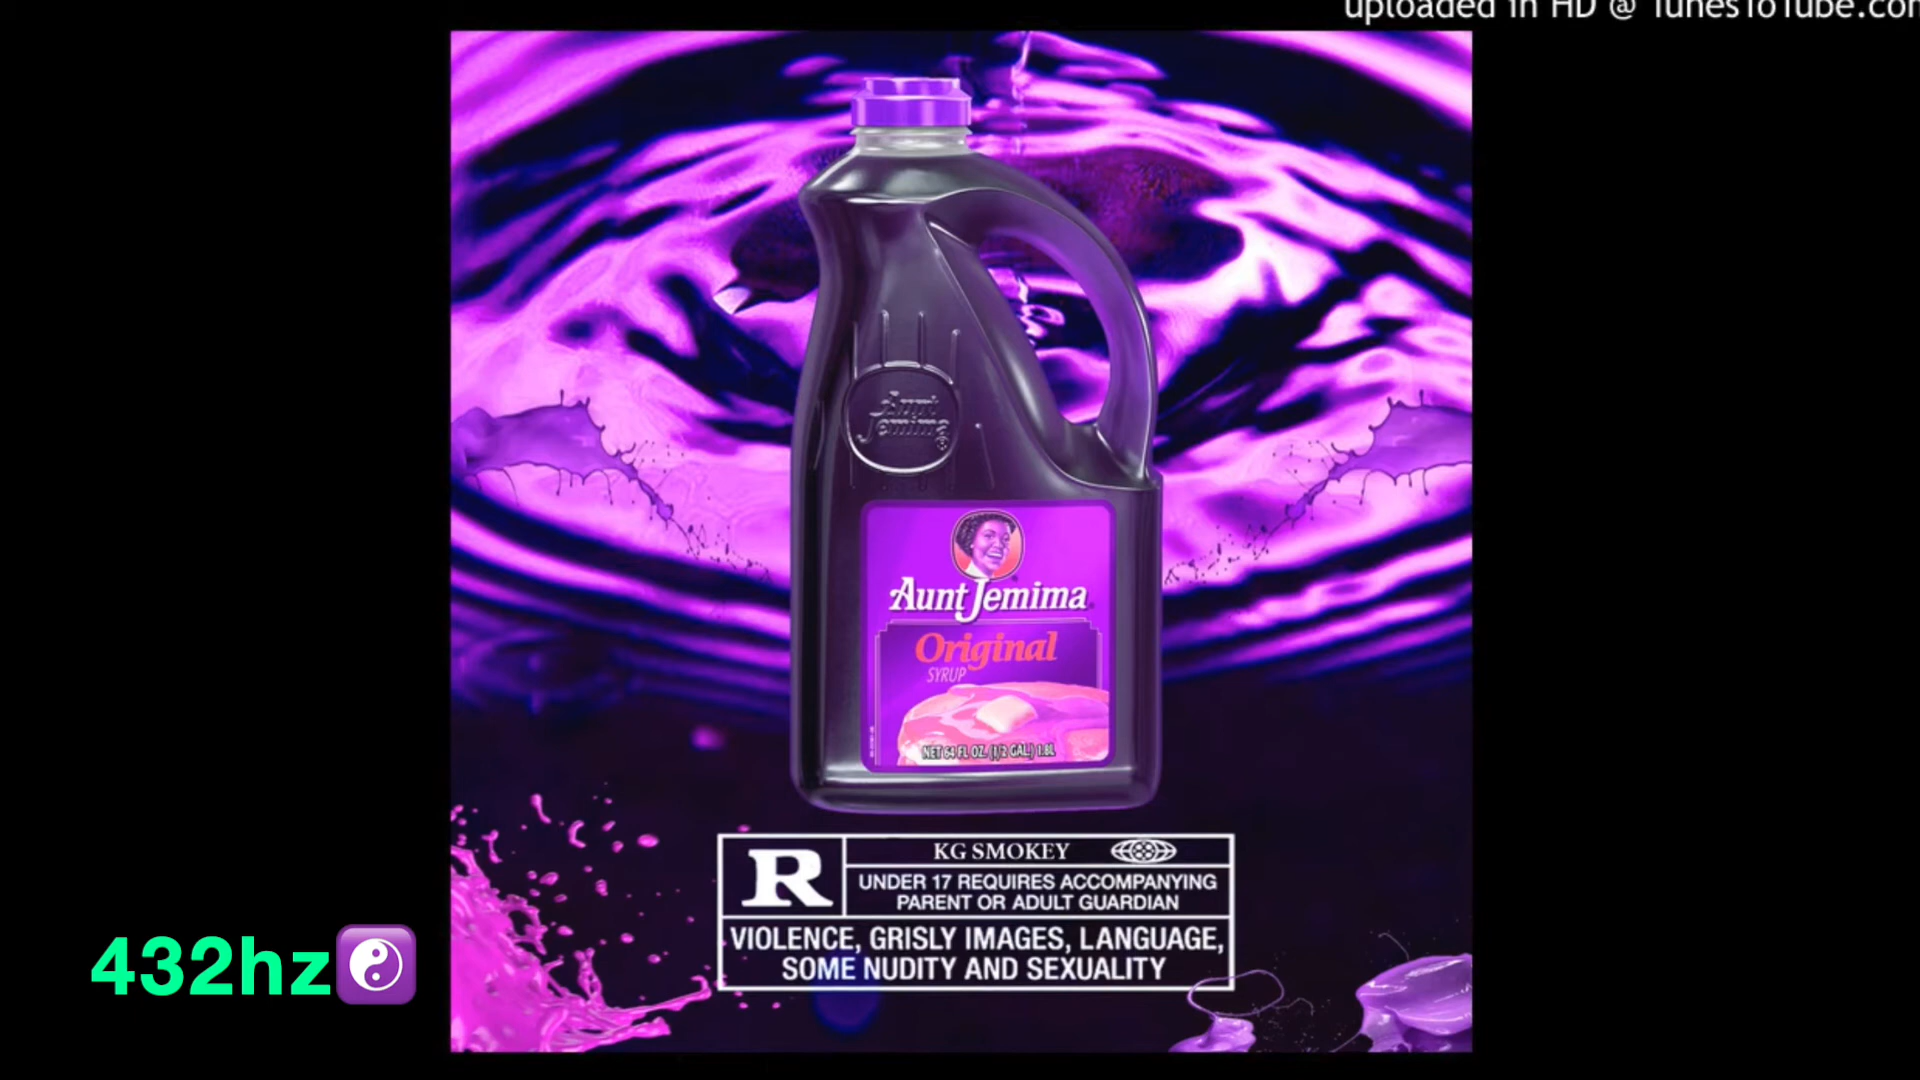 uploaded in HD @ TunesToTube.com
Aunt
Jemima
Aunt Jemima
Original
SYRUP
NET 64 FL OZ. (1/2 GAL.) 1.8L
R
KG SMOKEY
UNDER 17 REQUIRES ACCOMPANYING
PARENT OR ADULT GUARDIAN
VIOLENCE, GRISLY IMAGES, LANGUAGE,
SOME NUDITY AND SEXUALITY
432hz☯